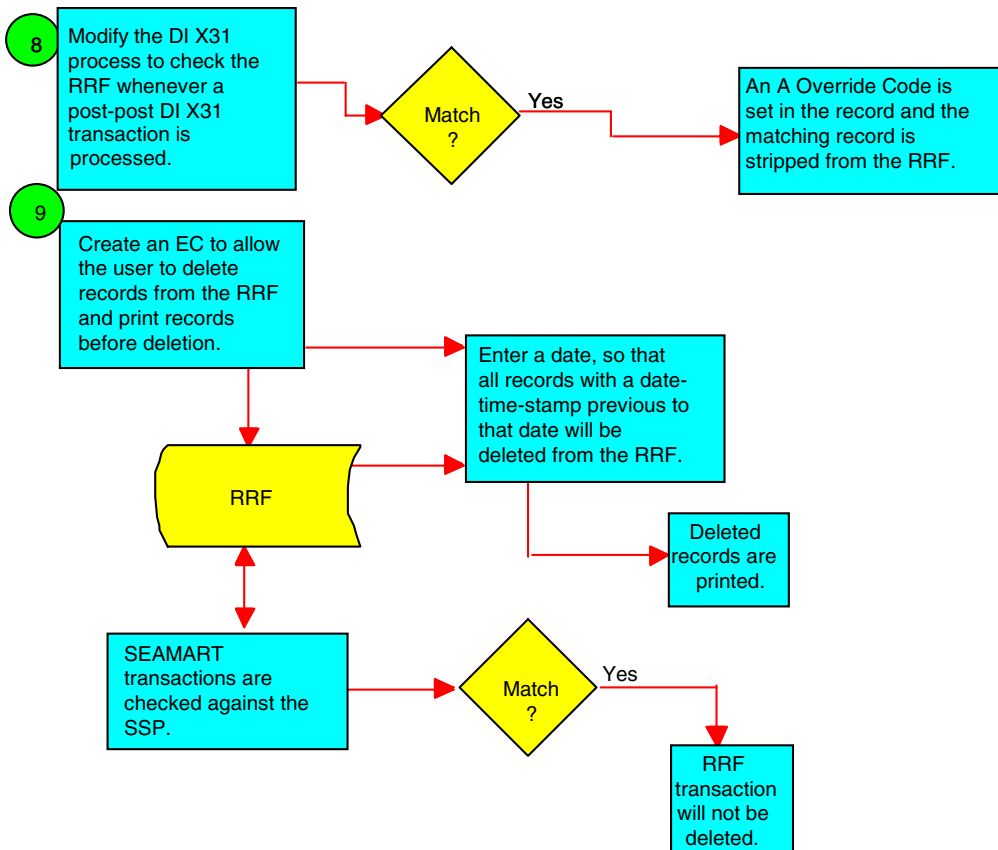 8
Modify the DI X31
process to check the
RRF whenever a
post-post DI X31
transaction is
processed.
Match
?
Yes
An A Override Code is
set in the record and the
matching record is
stripped from the RRF.
9
Create an EC to allow
the user to delete
records from the RRF
and print records
before deletion.
Enter a date, so that
all records with a date-
time-stamp previous to
that date will be
deleted from the RRF.
RRF
Deleted
records are
printed.
SEAMART
transactions are
checked against the
SSP.
Match
?
Yes
RRF
transaction
will not be
deleted.